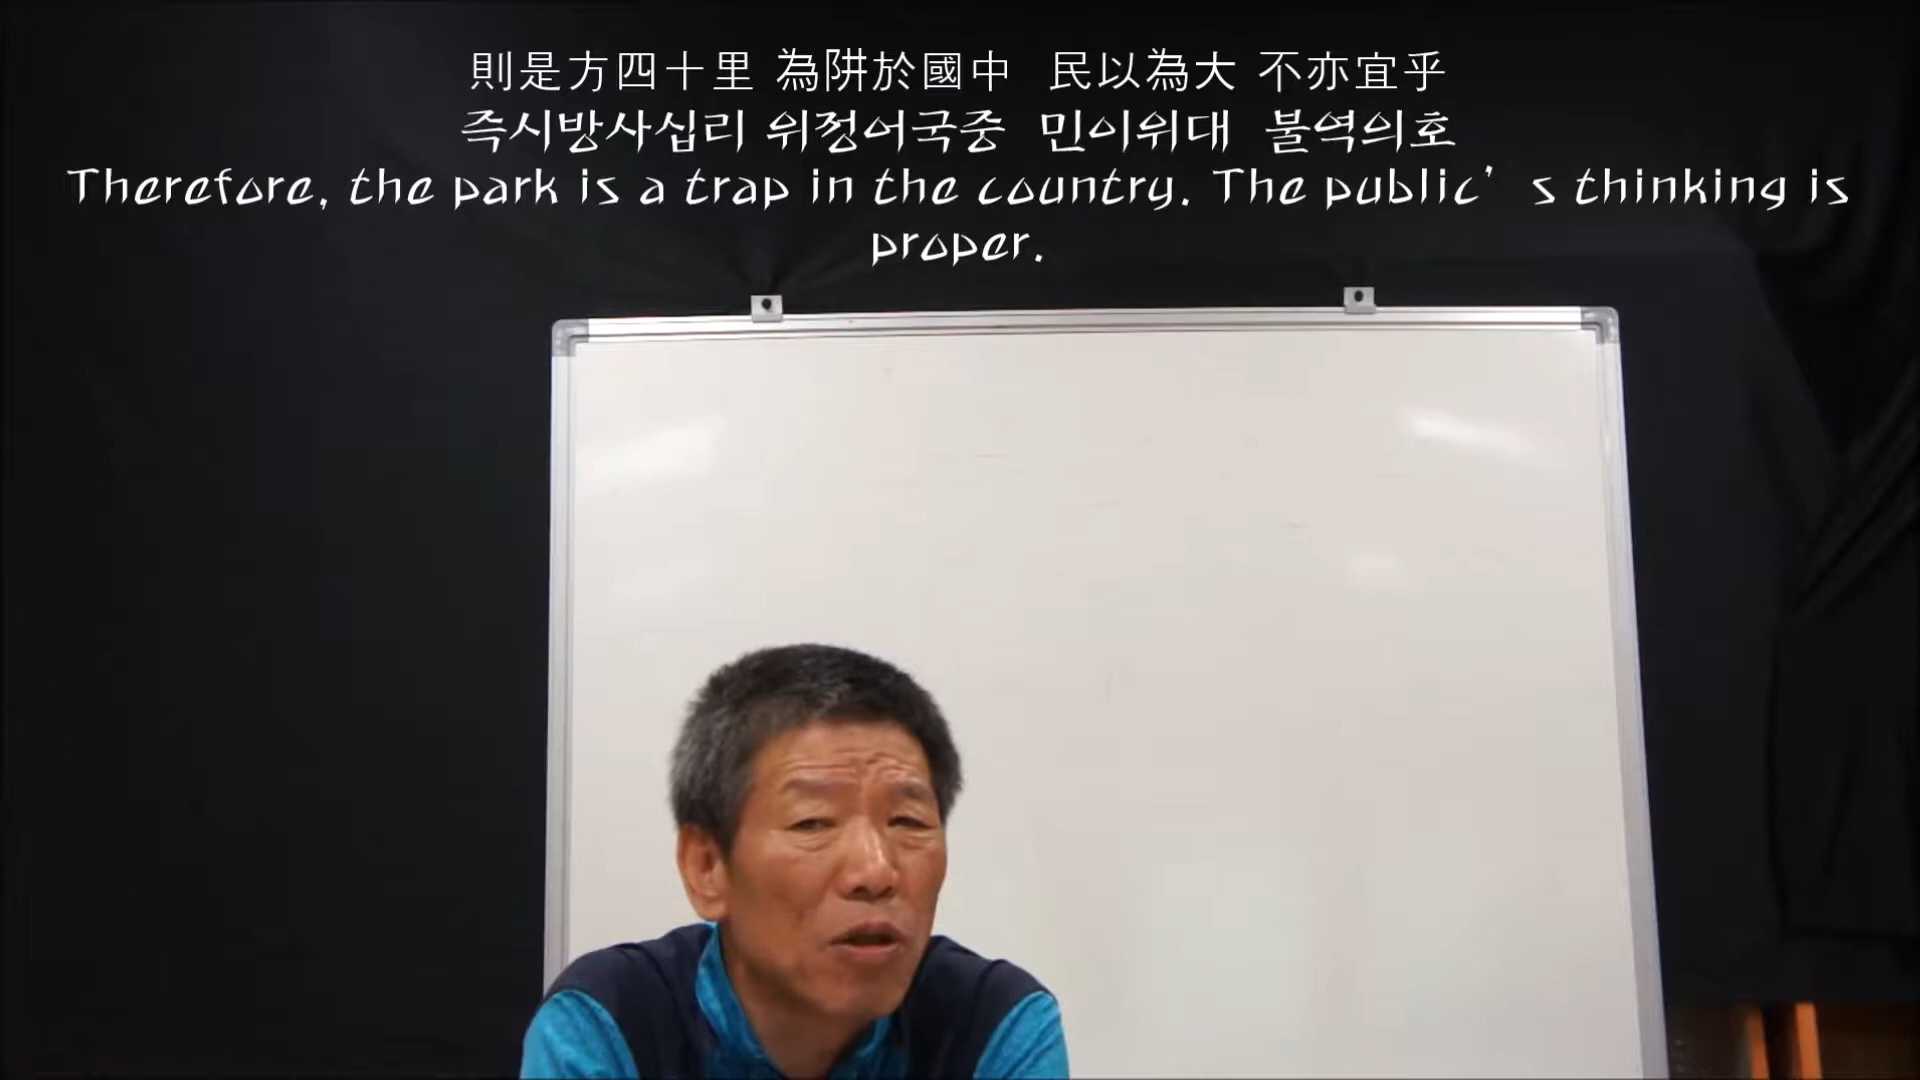 則是方四十里 為阱於國中 民以為大 不亦宜乎
즉시방사십리 위정어국중 민이위대 불역의호
Therefore, the park is a trap in the country. The public’s thinking is
proper.